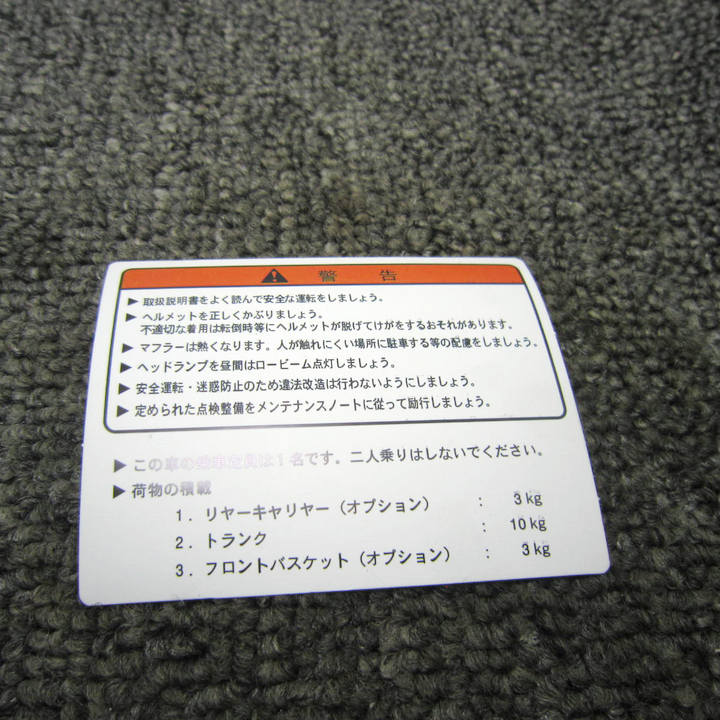 警告
▶ 取扱説明書をよく読んで安全な運転をしましょう。
▶ ヘルメットを正しくかぶりましょう。
不適切な着用は転倒時等にヘルメットが脱げてけがをするおそれがあります。
▶ マフラーは熱くなります。人が触れにくい場所に駐車する等の配慮をしましょう。
▶ ヘッドランプを昼間はロービーム点灯しましょう。
▶ 安全運転・迷惑防止のため違法改造は行わないようにしましょう。
▶ 定められた点検整備をメンテナンスノートに従って励行しましょう。
▶ この車の乗車定員は1名です。二人乗りはしないでください。
▶ 荷物の積載
1. リヤーキャリヤー(オプション) : 3kg
2. トランク : 10kg
3. フロントバスケット(オプション) : 3kg